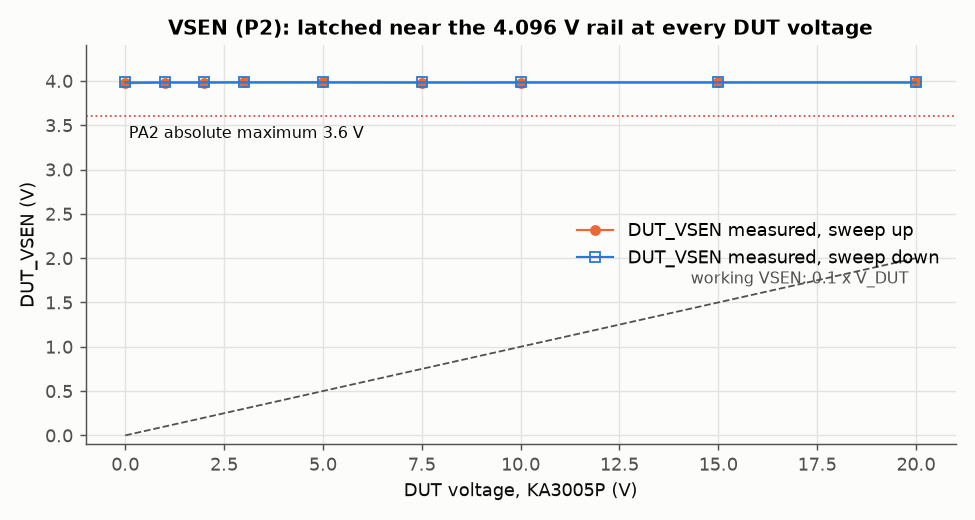 VSEN (P2): latched near the 4.096 V rail at every DUT voltage
DUT_VSEN (V)
4.0
3.5
3.0
2.5
2.0
1.5
1.0
0.5
0.0
PA2 absolute maximum 3.6 V
DUT_VSEN measured, sweep up
DUT_VSEN measured, sweep down
working VSEN: 0.1 x V_DUT
0.0 2.5 5.0 7.5 10.0 12.5 15.0 17.5 20.0
DUT voltage, KA3005P (V)